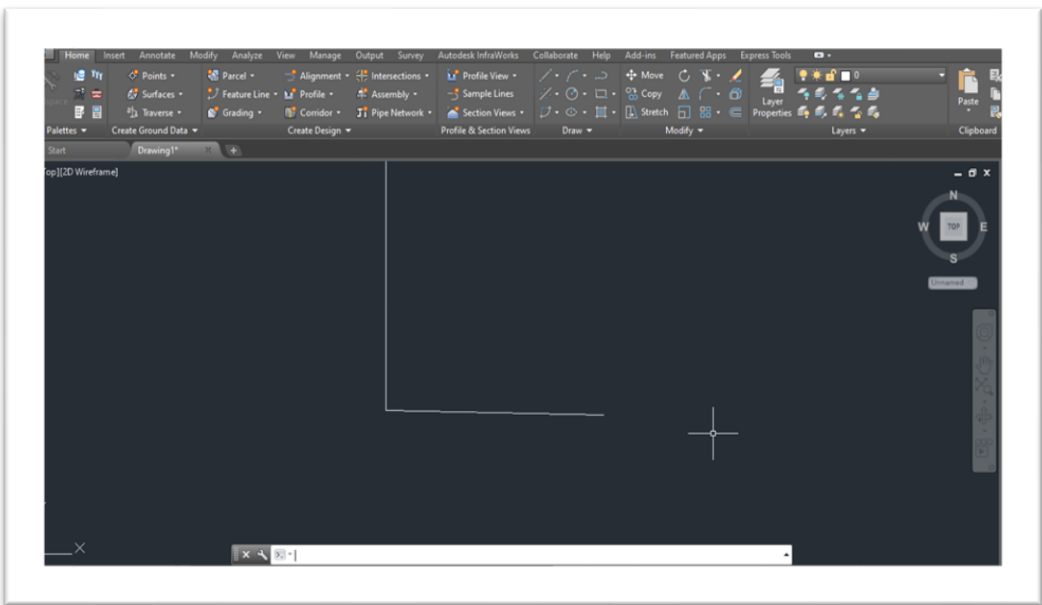 Home Insert Annotate Modify Analyze View Manage Output Survey Autodesk InfraWorks Collaborate Help Add-ins Featured Apps Express Tools
Points Parcel Alignment Intersections Profile View Move 0
Surfaces Feature Line Profile Assembly Sample Lines Copy Layer Paste
Traverse Grading Corridor Pipe Network Section Views Stretch Properties
Palettes Create Ground Data Create Design Profile & Section Views Draw Modify Layers Clipboard
Start Drawing1*
op][2D Wireframe]
N
W TOP E
S
Unnamed
X